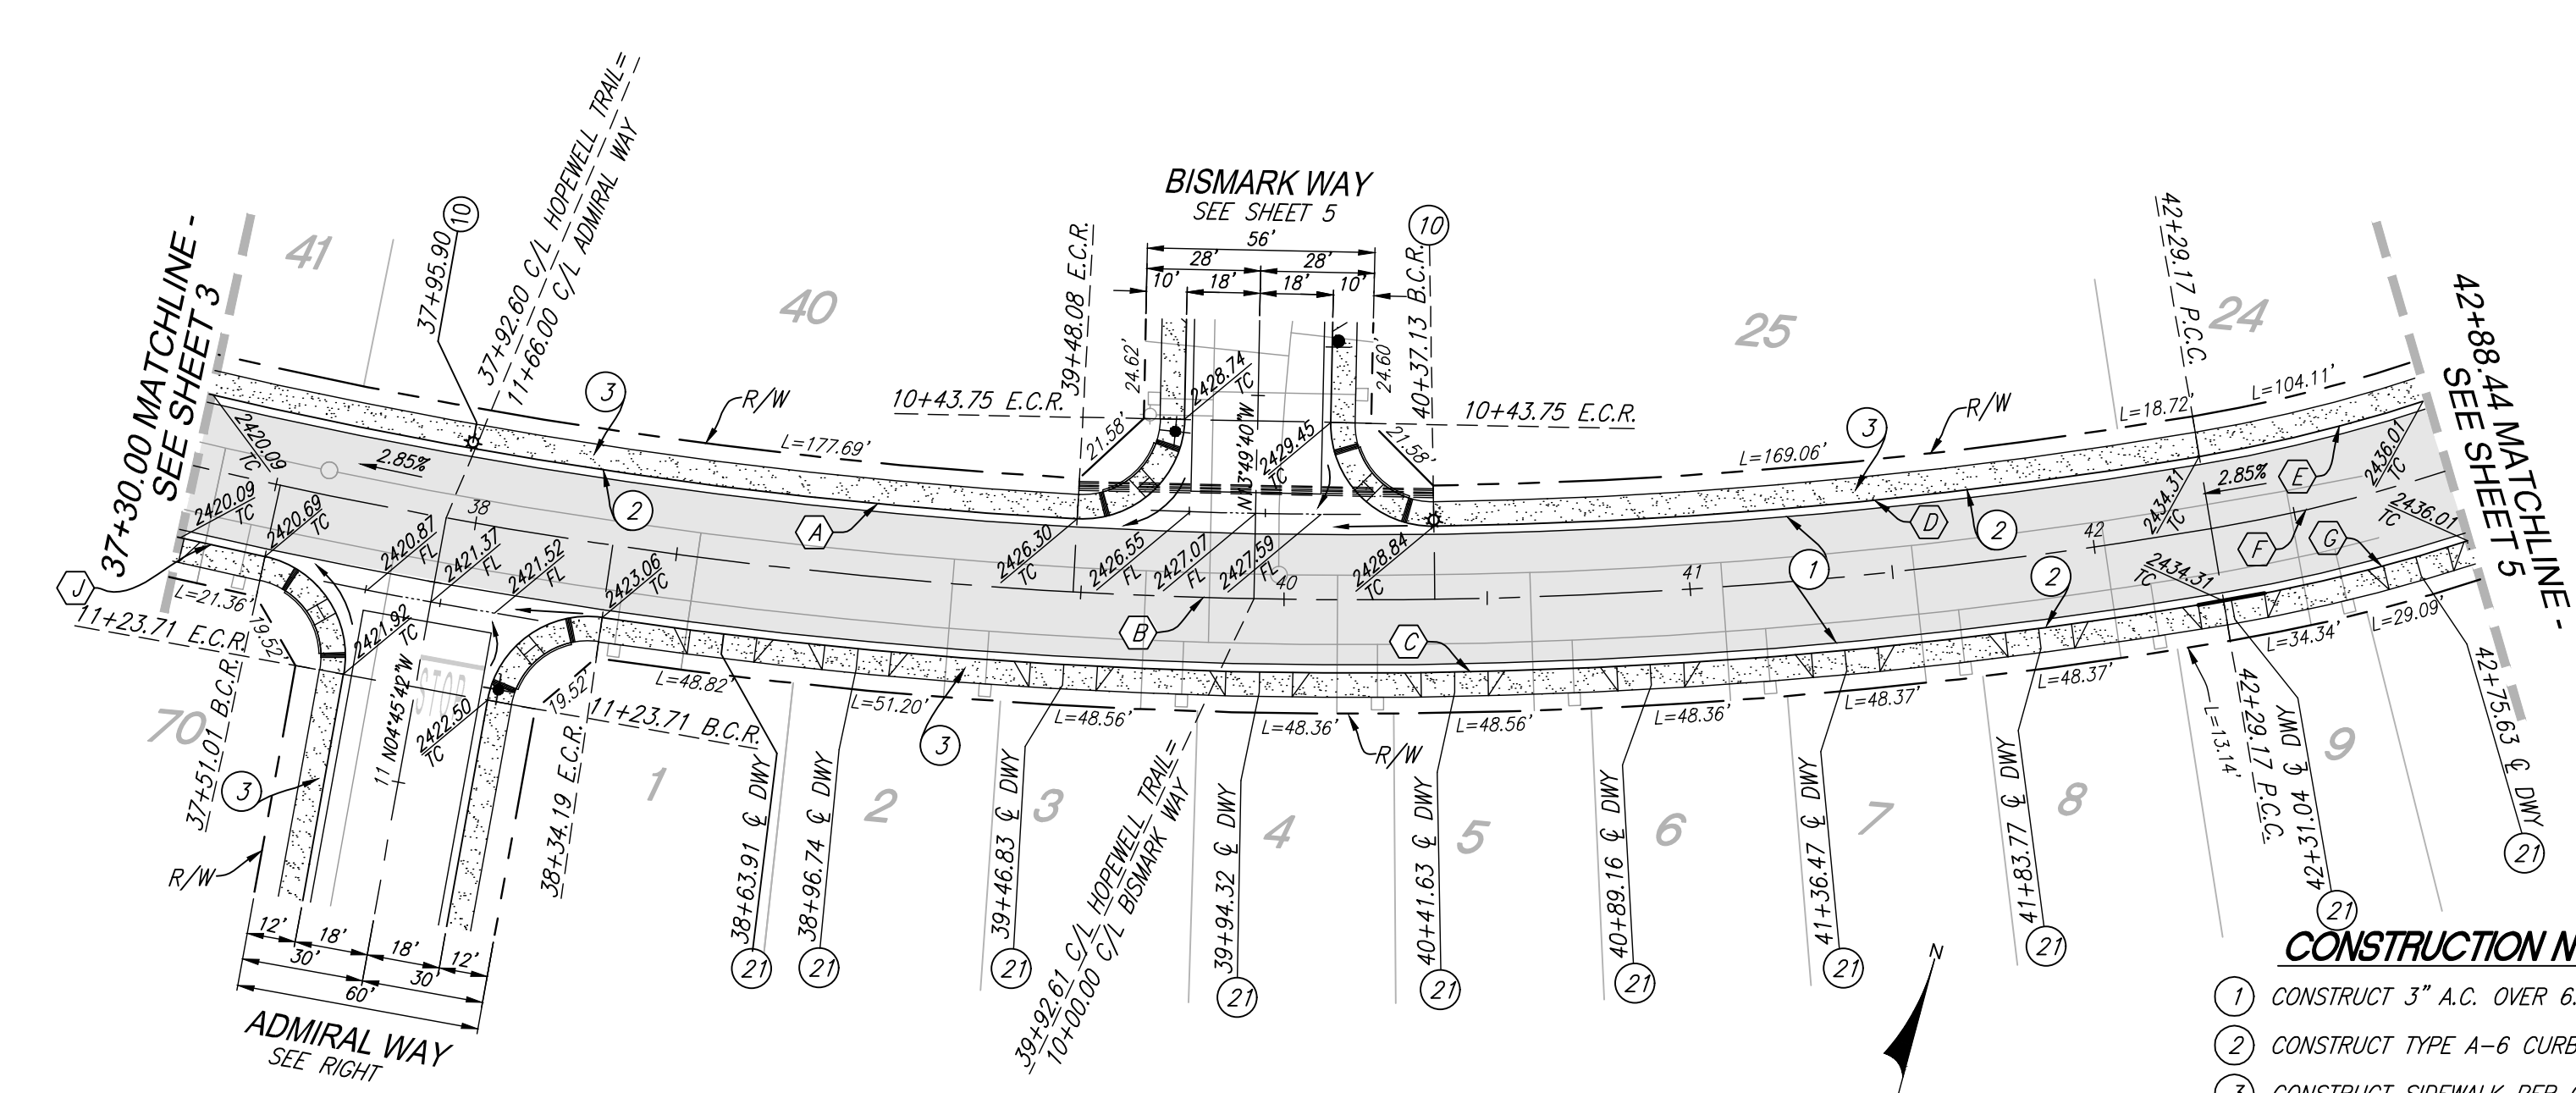 BISMARK WAY
SEE SHEET 5
56'
28' 28'
10' 18' 18' 10'
37+30.00 MATCHLINE -
SEE SHEET 3
42+88.44 MATCHLINE -
SEE SHEET 5
41
40
25
24
37+95.90
10
37+92.60 C/L HOPEWELL TRAIL=
11+66.00 C/L ADMIRAL WAY
39+48.08 E.C.R.
24.62'
24.60'
40+37.13 B.C.R.
10
42+29.17 P.C.C.
10+43.75 E.C.R.
10+43.75 E.C.R.
21.58'
21.58'
2428.74
TC
2429.45
TC
N13°49'40"W
3
R/W
L=177.69'
L=169.06'
3
R/W
L=18.72'
L=104.11'
2420.09
TC
2.85%
2
A
38
2420.09
TC
2420.69
TC
2420.87
FL
2421.37
FL
2421.52
FL
2423.06
TC
2426.30
TC
2426.55
FL
2427.07
FL
2427.59
FL
2428.84
TC
40
41
42
B
C
D
1
2
2
2434.31
TC
2.85%
E
2436.01
TC
2436.01
TC
F
G
2434.31
TC
J
L=21.36'
11+23.71 E.C.R.
19.52'
2421.92
TC
STOP
11 N04°45'42"W
2422.50
TC
19.52'
11+23.71 B.C.R.
37+51.01 B.C.R.
38+34.19 E.C.R.
L=48.82'
L=51.20'
L=48.56'
L=48.36'
R/W
L=48.56'
L=48.36'
L=48.37'
L=48.37'
L=13.14'
L=34.34'
L=29.09'
3
70
3
R/W
1
2
3
4
5
6
7
8
9
38+63.91 ℄ DWY
21
38+96.74 ℄ DWY
21
39+46.83 ℄ DWY
21
39+92.61 C/L HOPEWELL TRAIL=
10+00.00 C/L BISMARK WAY
39+94.32 ℄ DWY
21
40+41.63 ℄ DWY
21
40+89.16 ℄ DWY
21
41+36.47 ℄ DWY
21
41+83.77 ℄ DWY
21
42+29.17 P.C.C.
42+31.04 ℄ DWY
21
42+75.63 ℄ DWY
21
12' 18' 18' 12'
30' 30'
60'
ADMIRAL WAY
SEE RIGHT
N
CONSTRUCTION N
1 CONSTRUCT 3" A.C. OVER 6.
2 CONSTRUCT TYPE A-6 CURB
3 CONSTRUCT SIDEWALK PER